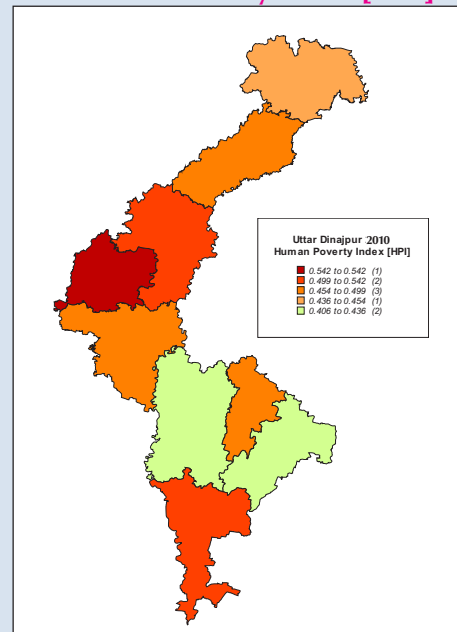 Uttar Dinajpur 2010
Human Poverty Index [HPI]
0.542 to 0.542 (1)
0.499 to 0.542 (2)
0.454 to 0.499 (3)
0.436 to 0.454 (1)
0.406 to 0.436 (2)